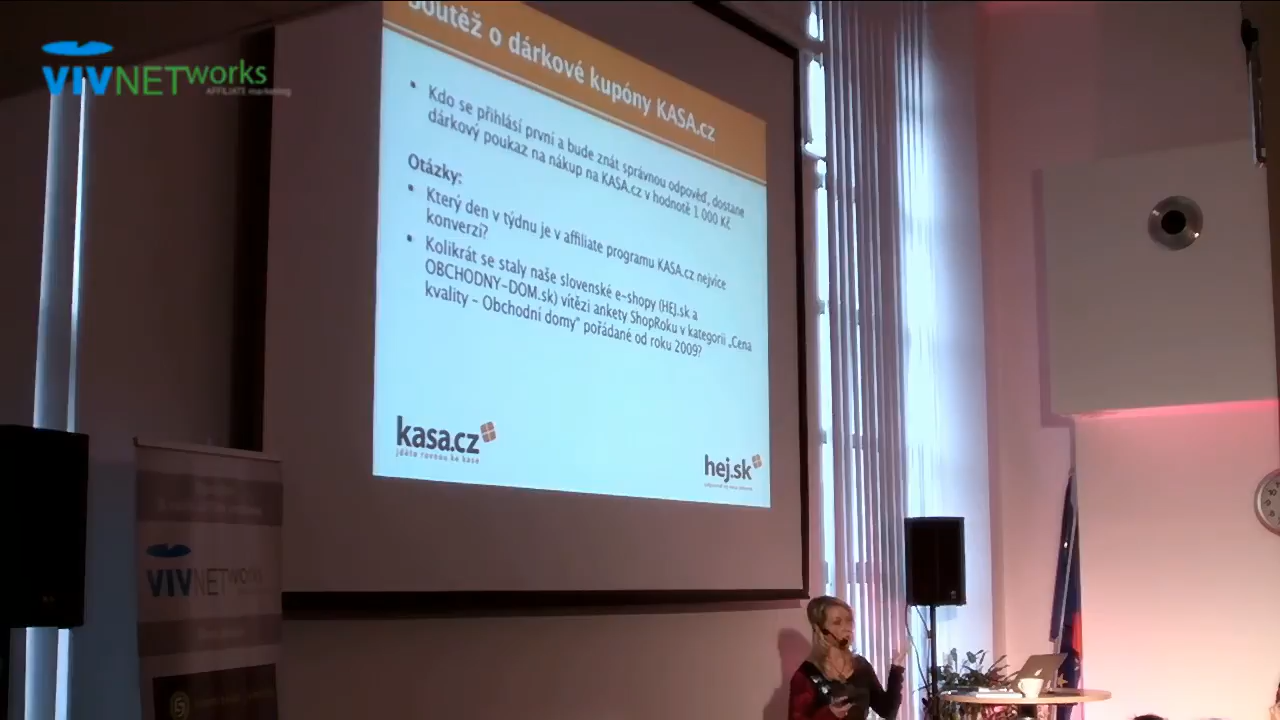 VIVNETworks
AFFILIATE marketing
Soutěž o dárkové kupóny KASA.cz
• Kdo se přihlásí první a bude znát správnou odpověď, dostane
dárkový poukaz na nákup na KASA.cz v hodnotě 1 000 Kč
Otázky:
• Který den v týdnu je v affiliate programu KASA.cz nejvíce
konverzí?
• Kolikrát se staly naše slovenské e-shopy (HEJ.sk a
OBCHODNY-DOM.sk) vítězi ankety ShopRoku v kategorii „Cena
kvality – Obchodní domy" pořádané od roku 2009?
kasa.cz
jděte rovnou ke kase
hej.sk
VIVNETworks